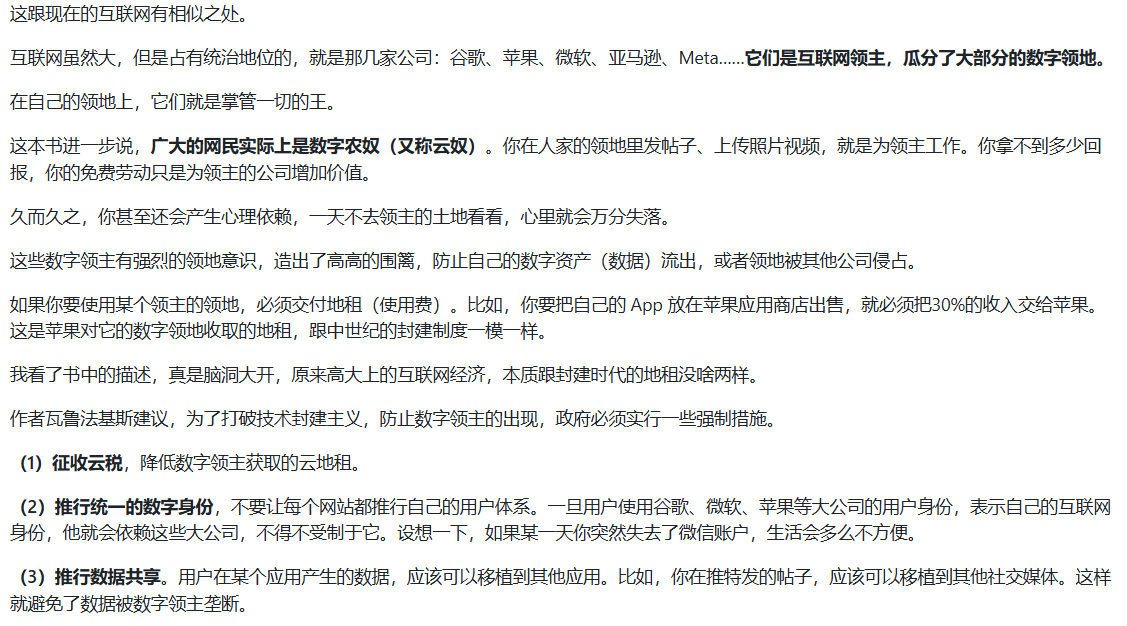 这跟现在的互联网有相似之处。
互联网虽然大，但是占有统治地位的，就是那几家公司：谷歌、苹果、微软、亚马逊、Meta......它们是互联网领主，瓜分了大部分的数字领地。
在自己的领地上，它们就是掌管一切的王。
这本书进一步说，广大的网民实际上是数字农奴（又称云奴）。你在人家的领地里发帖子、上传照片视频，就是为领主工作。你拿不到多少回
报，你的免费劳动只是为领主的公司增加价值。
久而久之，你甚至还会产生心理依赖，一天不去领主的土地看看，心里就会万分失落。
这些数字领主有强烈的领地意识，造出了高高的围篱，防止自己的数字资产（数据）流出，或者领地被其他公司侵占。
如果你要使用某个领主的领地，必须交付地租（使用费）。比如，你要把自己的 App 放在苹果应用商店出售，就必须把30%的收入交给苹果。
这是苹果对它的数字领地收取的地租，跟中世纪的封建制度一模一样。
我看了书中的描述，真是脑洞大开，原来高大上的互联网经济，本质跟封建时代的地租没啥两样。
作者瓦鲁法基斯建议，为了打破技术封建主义，防止数字领主的出现，政府必须实行一些强制措施。
（1）征收云税，降低数字领主获取的云地租。
（2）推行统一的数字身份，不要让每个网站都推行自己的用户体系。一旦用户使用谷歌、微软、苹果等大公司的用户身份，表示自己的互联网
身份，他就会依赖这些大公司，不得不受制于它。设想一下，如果某一天你突然失去了微信账户，生活会多么不方便。
（3）推行数据共享。用户在某个应用产生的数据，应该可以移植到其他应用。比如，你在推特发的帖子，应该可以移植到其他社交媒体。这样
就避免了数据被数字领主垄断。